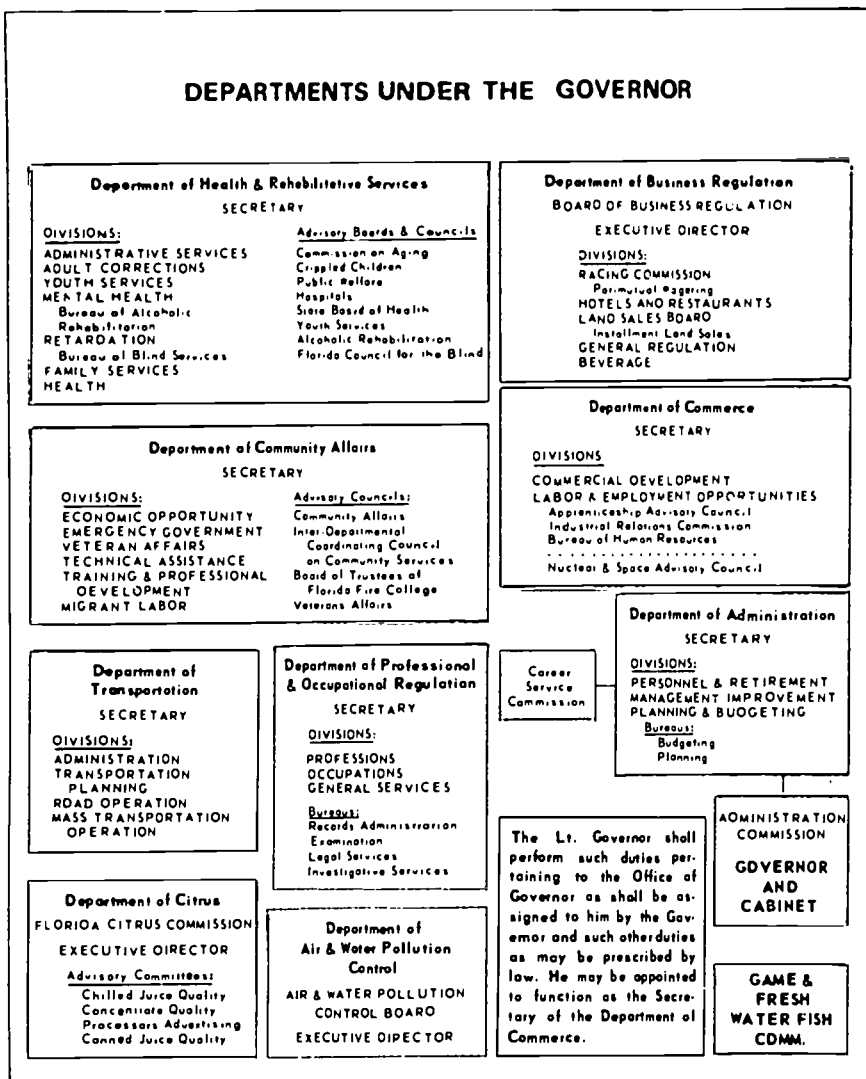 DEPARTMENTS UNDER THE GOVERNOR
Department of Health & Rehabilitative Services
SECRETARY
DIVISIONS:
ADMINISTRATIVE SERVICES
ADULT CORRECTIONS
YOUTH SERVICES
MENTAL HEALTH
Bureau of Alcoholic
Rehabilitation
RETARDATION
Bureau of Blind Services
FAMILY SERVICES
HEALTH
Advisory Boards & Councils
Commission on Aging
Crippled Children
Public Welfare
Hospitals
State Board of Health
Youth Services
Alcoholic Rehabilitation
Florida Council for the Blind
Department of Business Regulation
BOARD OF BUSINESS REGULATION
EXECUTIVE DIRECTOR
DIVISIONS:
RACING COMMISSION
Parimutual Wagering
HOTELS AND RESTAURANTS
LAND SALES BOARD
Installment Land Sales
GENERAL REGULATION
BEVERAGE
Department of Community Affairs
SECRETARY
DIVISIONS:
ECONOMIC OPPORTUNITY
EMERGENCY GOVERNMENT
VETERAN AFFAIRS
TECHNICAL ASSISTANCE
TRAINING & PROFESSIONAL
DEVELOPMENT
MIGRANT LABOR
Advisory Councils:
Community Affairs
Inter-Departmental
Coordinating Council
on Community Services
Board of Trustees of
Florida Fire College
Veterans Affairs
Department of Commerce
SECRETARY
DIVISIONS
COMMERCIAL DEVELOPMENT
LABOR & EMPLOYMENT OPPORTUNITIES
Apprenticeship Advisory Council
Industrial Relations Commission
Bureau of Human Resources
. . . . . . . . . . . . . . . . . . . . . .
Nuclear & Space Advisory Council
Department of
Transportation
SECRETARY
DIVISIONS:
ADMINISTRATION
TRANSPORTATION
PLANNING
ROAD OPERATION
MASS TRANSPORTATION
OPERATION
Department of Professional
& Occupational Regulation
SECRETARY
DIVISIONS:
PROFESSIONS
OCCUPATIONS
GENERAL SERVICES
Bureaus:
Records Administration
Examination
Legal Services
Investigative Services
Career
Service
Commission
Department of Administration
SECRETARY
DIVISIONS:
PERSONNEL & RETIREMENT
MANAGEMENT IMPROVEMENT
PLANNING & BUDGETING
Bureaus:
Budgeting
Planning
Department of Citrus
FLORIDA CITRUS COMMISSION
EXECUTIVE DIRECTOR
Advisory Committees:
Chilled Juice Quality
Concentrate Quality
Processors Advertising
Canned Juice Quality
Department of
Air & Water Pollution
Control
AIR & WATER POLLUTION
CONTROL BOARD
EXECUTIVE DIRECTOR
The Lt. Governor shall
perform such duties per-
taining to the Office of
Governor as shall be as-
signed to him by the Gov-
ernor and such other duties
as may be prescribed by
law. He may be appointed
to function as the Secre-
tary of the Department of
Commerce.
ADMINISTRATION
COMMISSION
GOVERNOR
AND
CABINET
GAME &
FRESH
WATER FISH
COMM.